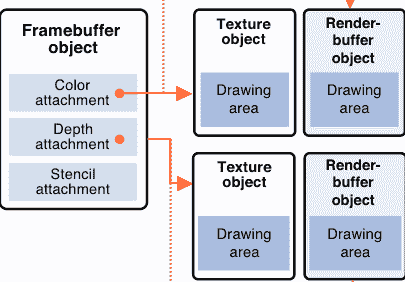 Framebuffer
object
Color
attachment
Depth
attachment
Stencil
attachment
Texture
object
Drawing
area
Render-
buffer
object
Drawing
area
Texture
object
Drawing
area
Render-
buffer
object
Drawing
area